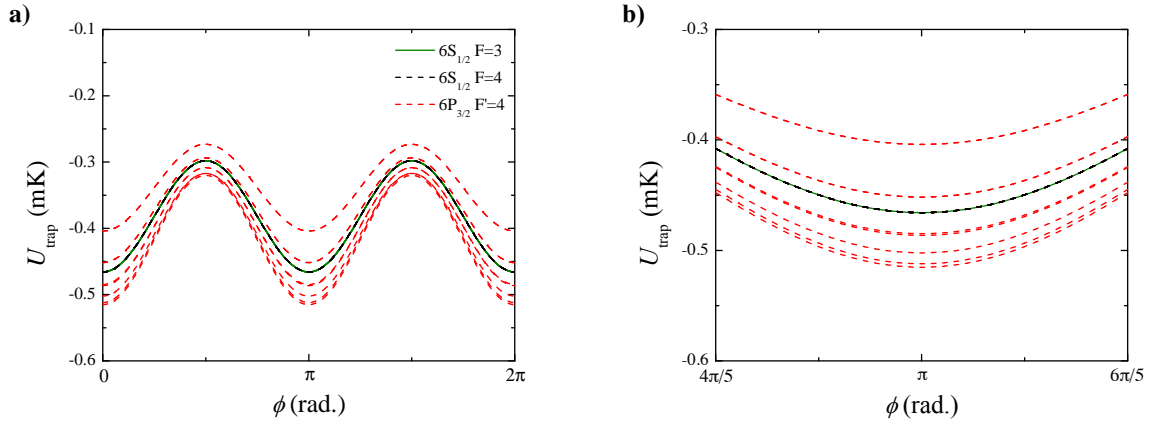 a)
-0.1
-0.2
-0.3
-0.4
-0.5
-0.6
U_trap (mK)
6S_1/2 F=3
6S_1/2 F=4
6P_3/2 F'=4
0
π
2π
ϕ (rad.)
b)
-0.3
-0.4
-0.5
-0.6
U_trap (mK)
4π/5
π
6π/5
ϕ (rad.)